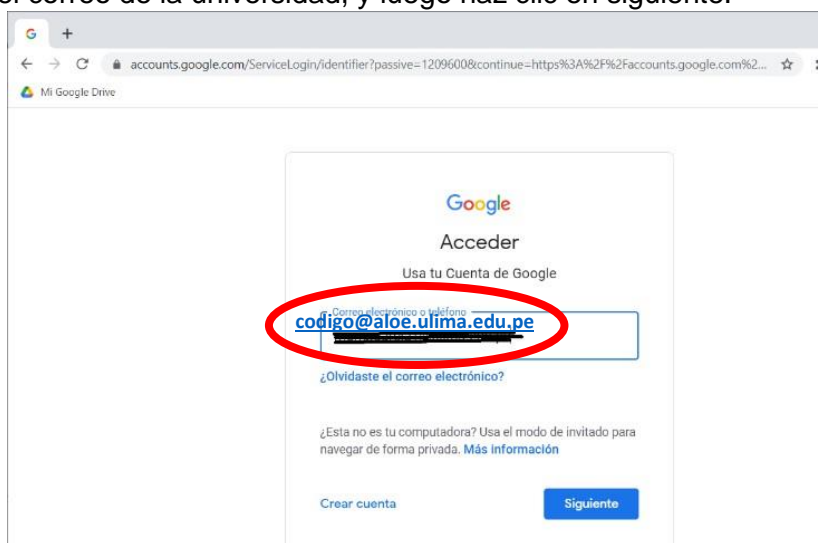 el correo de la universidad, y luego haz clic en siguiente.
G +
accounts.google.com/ServiceLogin/identifier?passive=1209600&continue=https%3A%2F%2Faccounts.google.com%2...
Mi Google Drive
Google
Acceder
Usa tu Cuenta de Google
Correo electrónico o teléfono
codigo@aloe.ulima.edu.pe
¿Olvidaste el correo electrónico?
¿Esta no es tu computadora? Usa el modo de invitado para
navegar de forma privada. Más información
Crear cuenta Siguiente